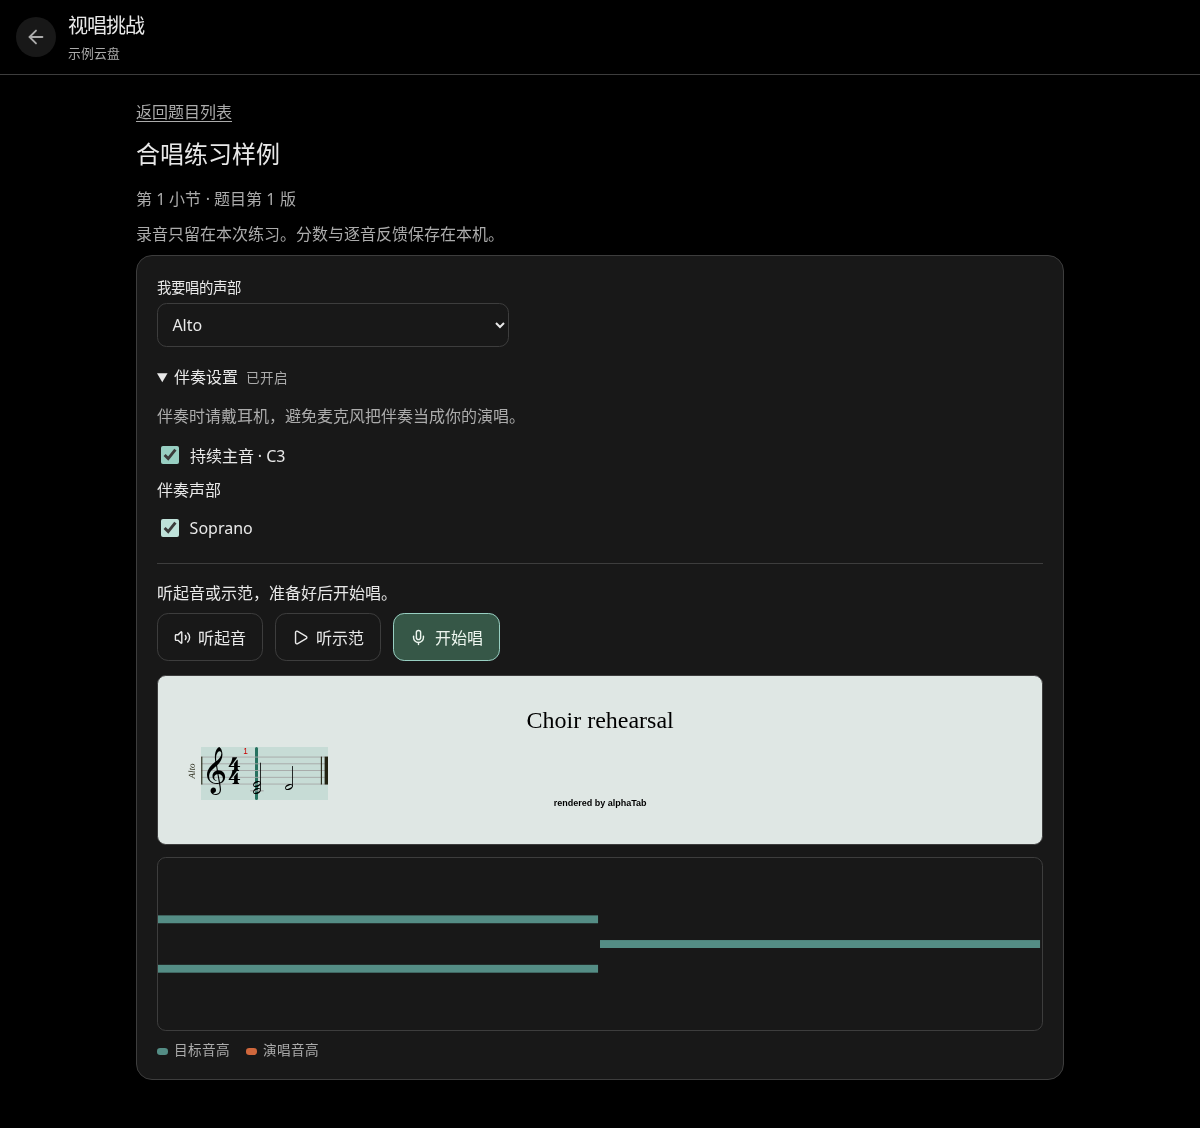 视唱挑战
示例云盘
返回题目列表
合唱练习样例
第 1 小节 · 题目第 1 版
录音只留在本次练习。分数与逐音反馈保存在本机。
我要唱的声部
Alto
伴奏设置 已开启
伴奏时请戴耳机，避免麦克风把伴奏当成你的演唱。
持续主音 · C3
伴奏声部
Soprano
听起音或示范，准备好后开始唱。
听起音 听示范 开始唱
Choir rehearsal
1
Alto
4
4
rendered by alphaTab
目标音高 演唱音高